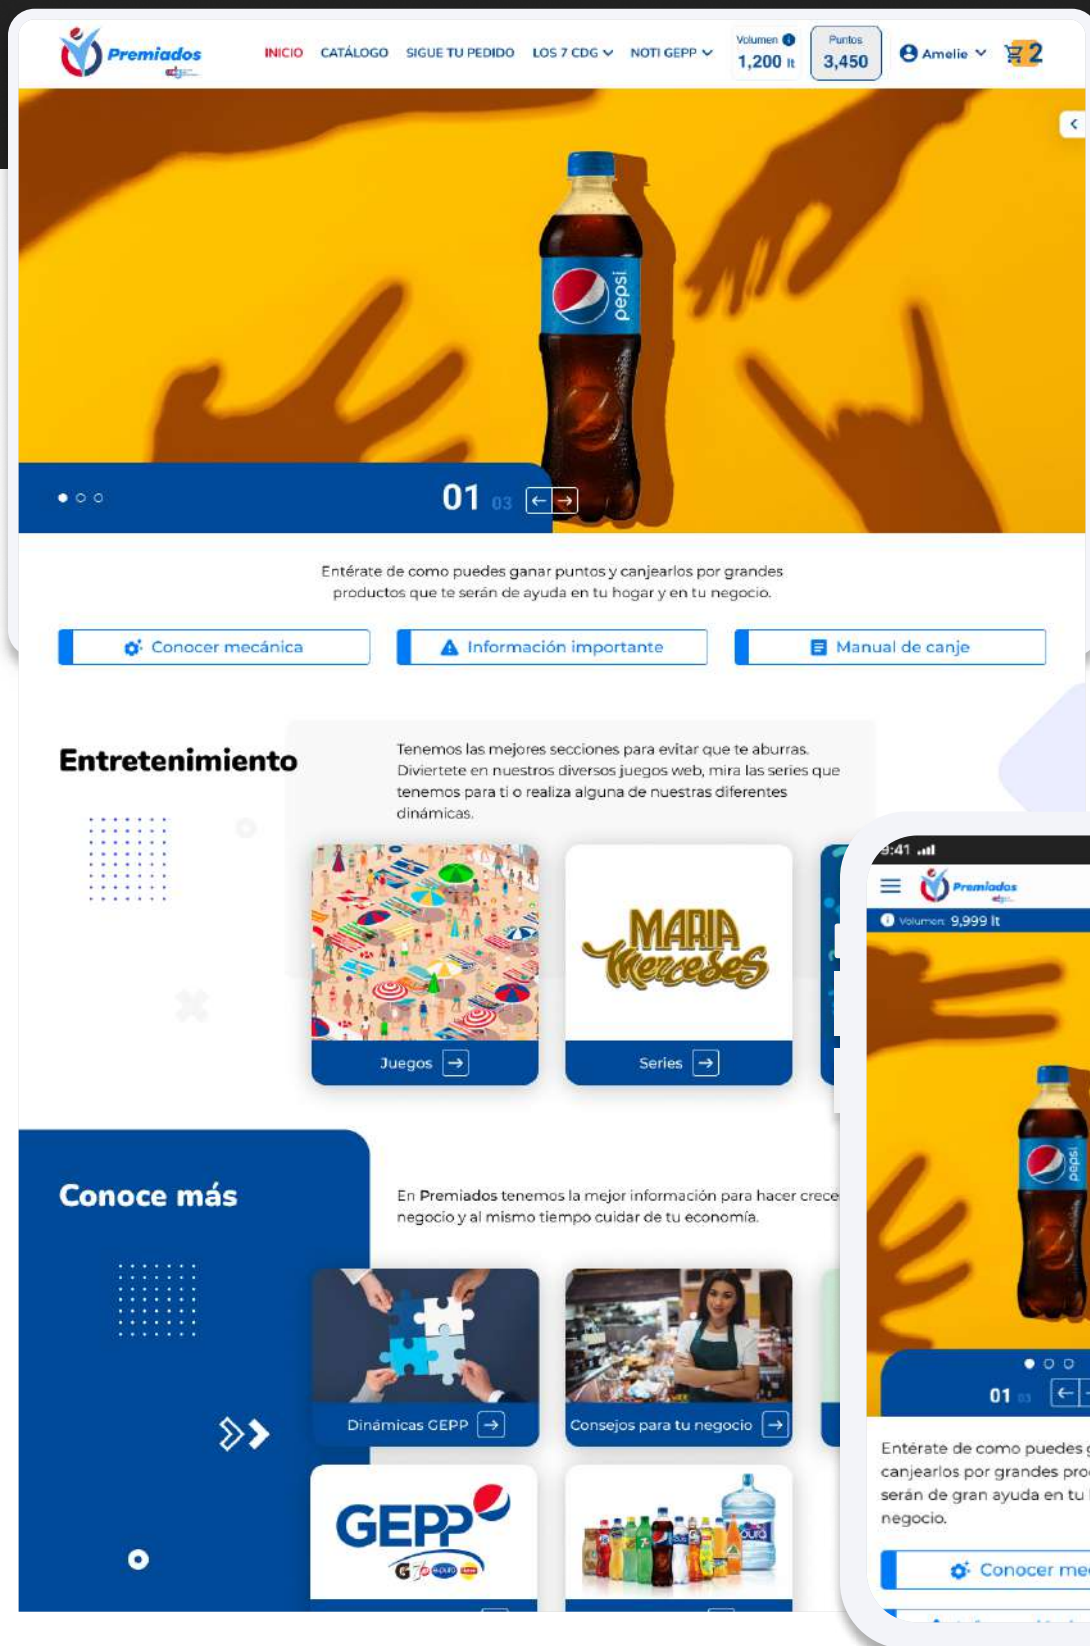 Premiados
INICIO
CATÁLOGO
SIGUE TU PEDIDO
LOS 7 CDG
NOTI GEPP
Volumen
1,200 lt
Puntos
3,450
Amelie
2
pepsi
01 03
Entérate de como puedes ganar puntos y canjearlos por grandes
productos que te serán de ayuda en tu hogar y en tu negocio.
Conocer mecánica
Información importante
Manual de canje
Entretenimiento
Tenemos las mejores secciones para evitar que te aburras.
Diviertete en nuestros diversos juegos web, mira las series que
tenemos para ti o realiza alguna de nuestras diferentes
dinámicas.
MARIA
Mercedes
Juegos
Series
Conoce más
En Premiados tenemos la mejor información para hacer crece
negocio y al mismo tiempo cuidar de tu economía.
Dinámicas GEPP
Consejos para tu negocio
GEPP
9:41
Premiados
Volumen: 9,999 lt
pepsi
01 03
Entérate de como puedes
canjearlos por grandes
serán de gran ayuda en tu
negocio.
Conocer